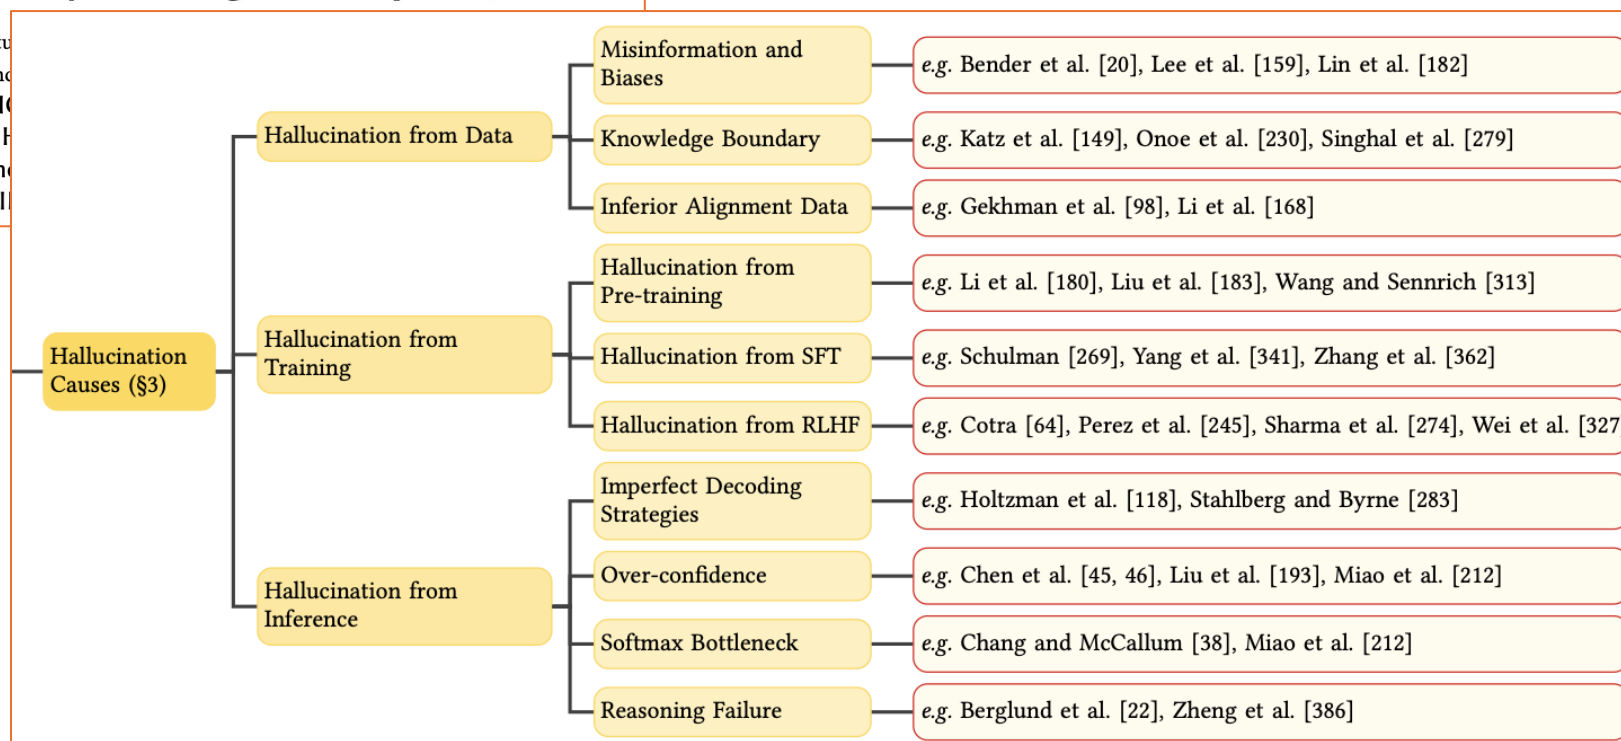 Misinformation and
Biases
e.g. Bender et al. [20], Lee et al. [159], Lin et al. [182]
Hallucination from Data
Knowledge Boundary
e.g. Katz et al. [149], Onoe et al. [230], Singhal et al. [279]
Inferior Alignment Data
e.g. Gekhman et al. [98], Li et al. [168]
Hallucination from
Pre-training
e.g. Li et al. [180], Liu et al. [183], Wang and Sennrich [313]
Hallucination
Causes (§3)
Hallucination from
Training
Hallucination from SFT
e.g. Schulman [269], Yang et al. [341], Zhang et al. [362]
Hallucination from RLHF
e.g. Cotra [64], Perez et al. [245], Sharma et al. [274], Wei et al. [327
Imperfect Decoding
Strategies
e.g. Holtzman et al. [118], Stahlberg and Byrne [283]
Hallucination from
Inference
Over-confidence
e.g. Chen et al. [45, 46], Liu et al. [193], Miao et al. [212]
Softmax Bottleneck
e.g. Chang and McCallum [38], Miao et al. [212]
Reasoning Failure
e.g. Berglund et al. [22], Zheng et al. [386]